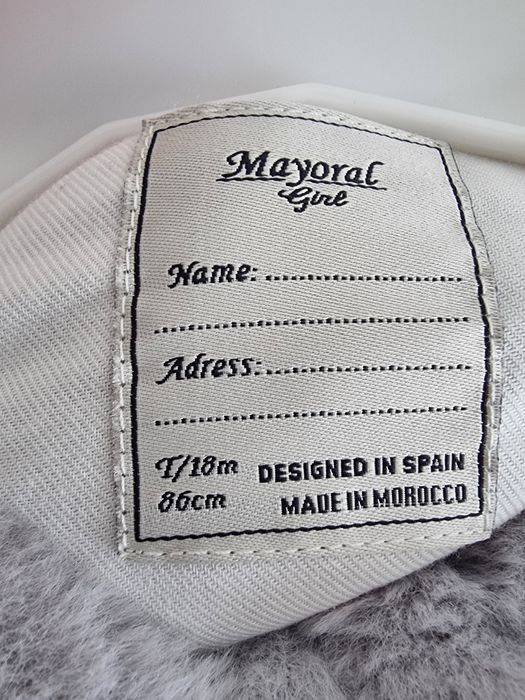 Mayoral
Girl
Name:
Adress:
T/18m
86cm
DESIGNED IN SPAIN
MADE IN MOROCCO